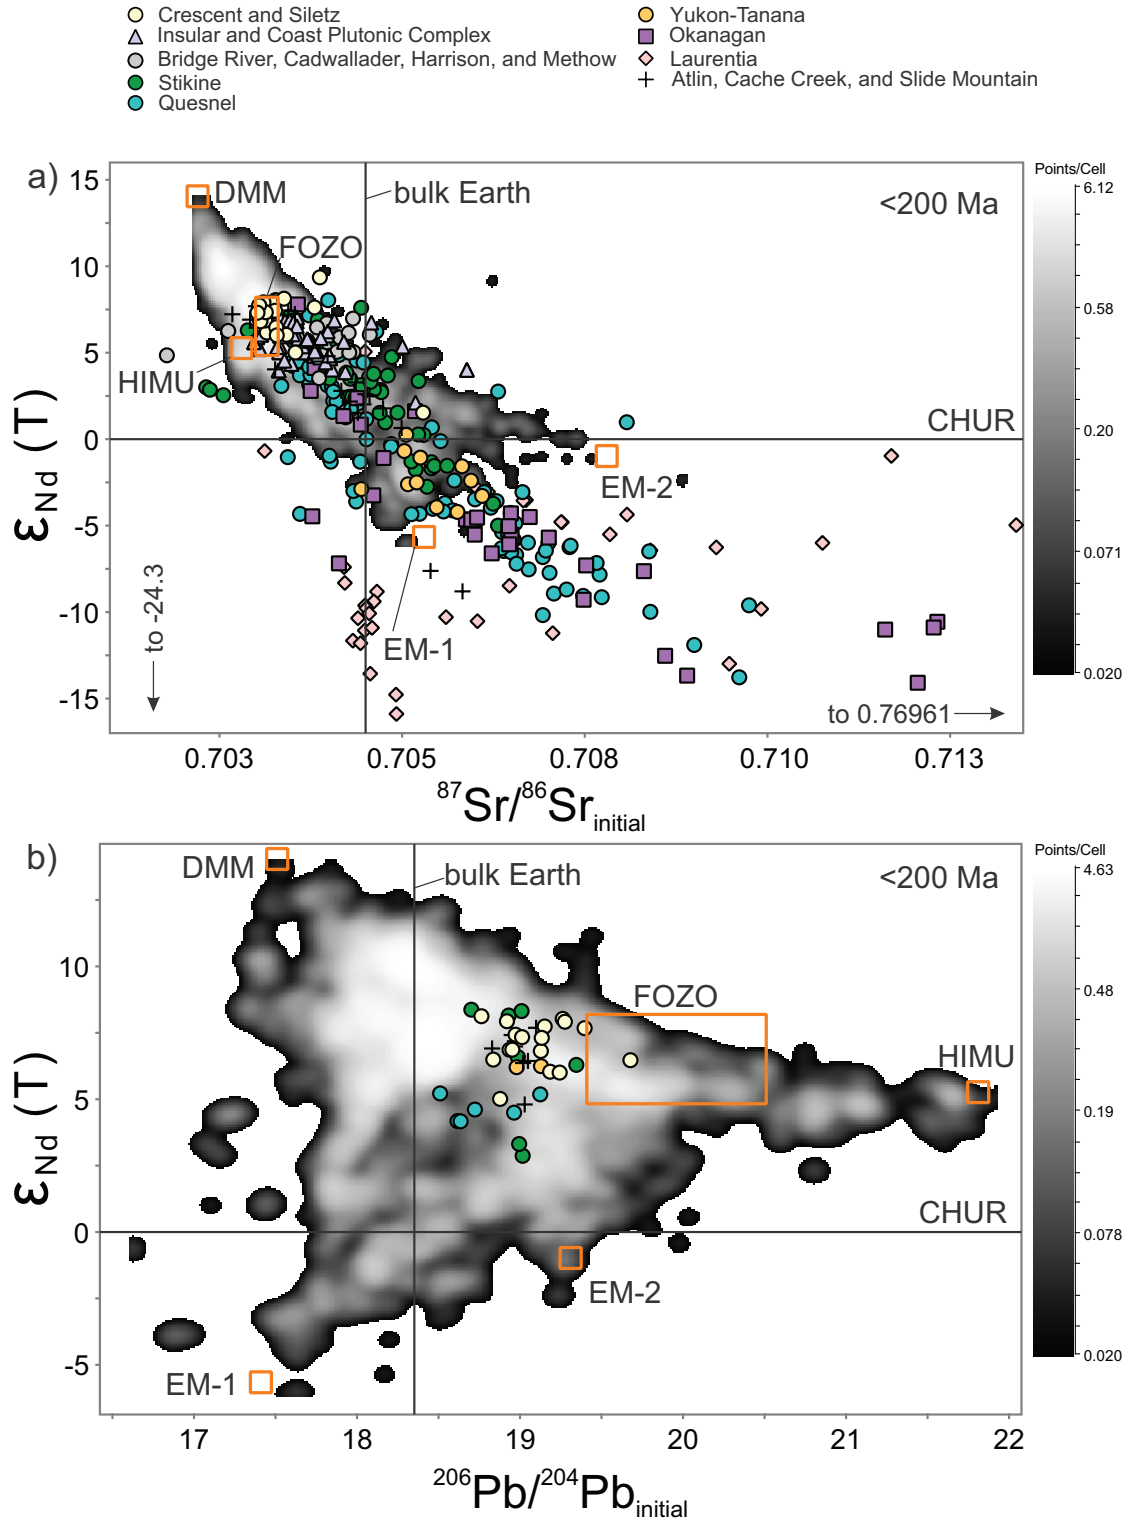 Crescent and Siletz
Insular and Coast Plutonic Complex
Bridge River, Cadwallader, Harrison, and Methow
Stikine
Quesnel
Yukon-Tanana
Okanagan
Laurentia
Atlin, Cache Creek, and Slide Mountain
a)
DMM
bulk Earth
<200 Ma
FOZO
HIMU
CHUR
EM-2
EM-1
to -24.3
to 0.76961
15
10
5
0
-5
-10
-15
εNd (T)
0.703
0.705
0.708
0.710
0.713
87Sr/86Sr initial
Points/Cell
6.12
0.58
0.20
0.071
0.020
b)
DMM
bulk Earth
<200 Ma
FOZO
HIMU
CHUR
EM-2
EM-1
10
5
0
-5
εNd (T)
17
18
19
20
21
22
206Pb/204Pb initial
Points/Cell
4.63
0.48
0.19
0.078
0.020